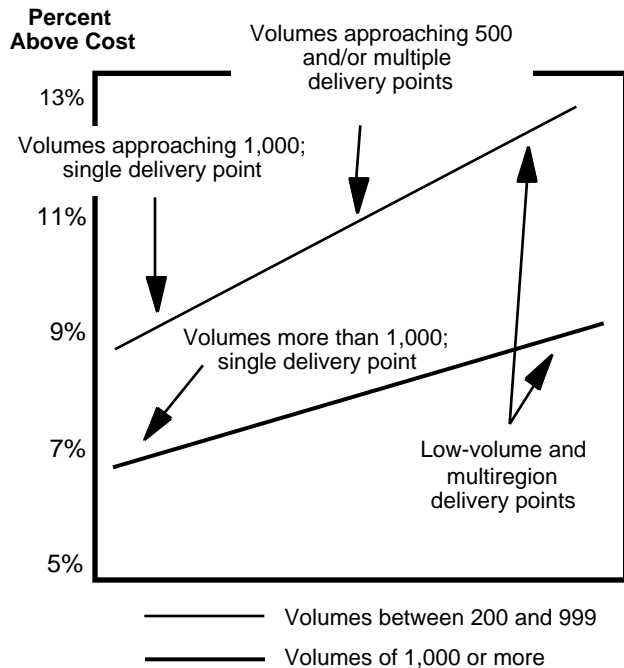 Percent
Above Cost
Volumes approaching 500
and/or multiple
delivery points
13%
Volumes approaching 1,000;
single delivery point
11%
9%
Volumes more than 1,000;
single delivery point
7%
Low-volume and
multiregion
delivery points
5%
Volumes between 200 and 999
Volumes of 1,000 or more